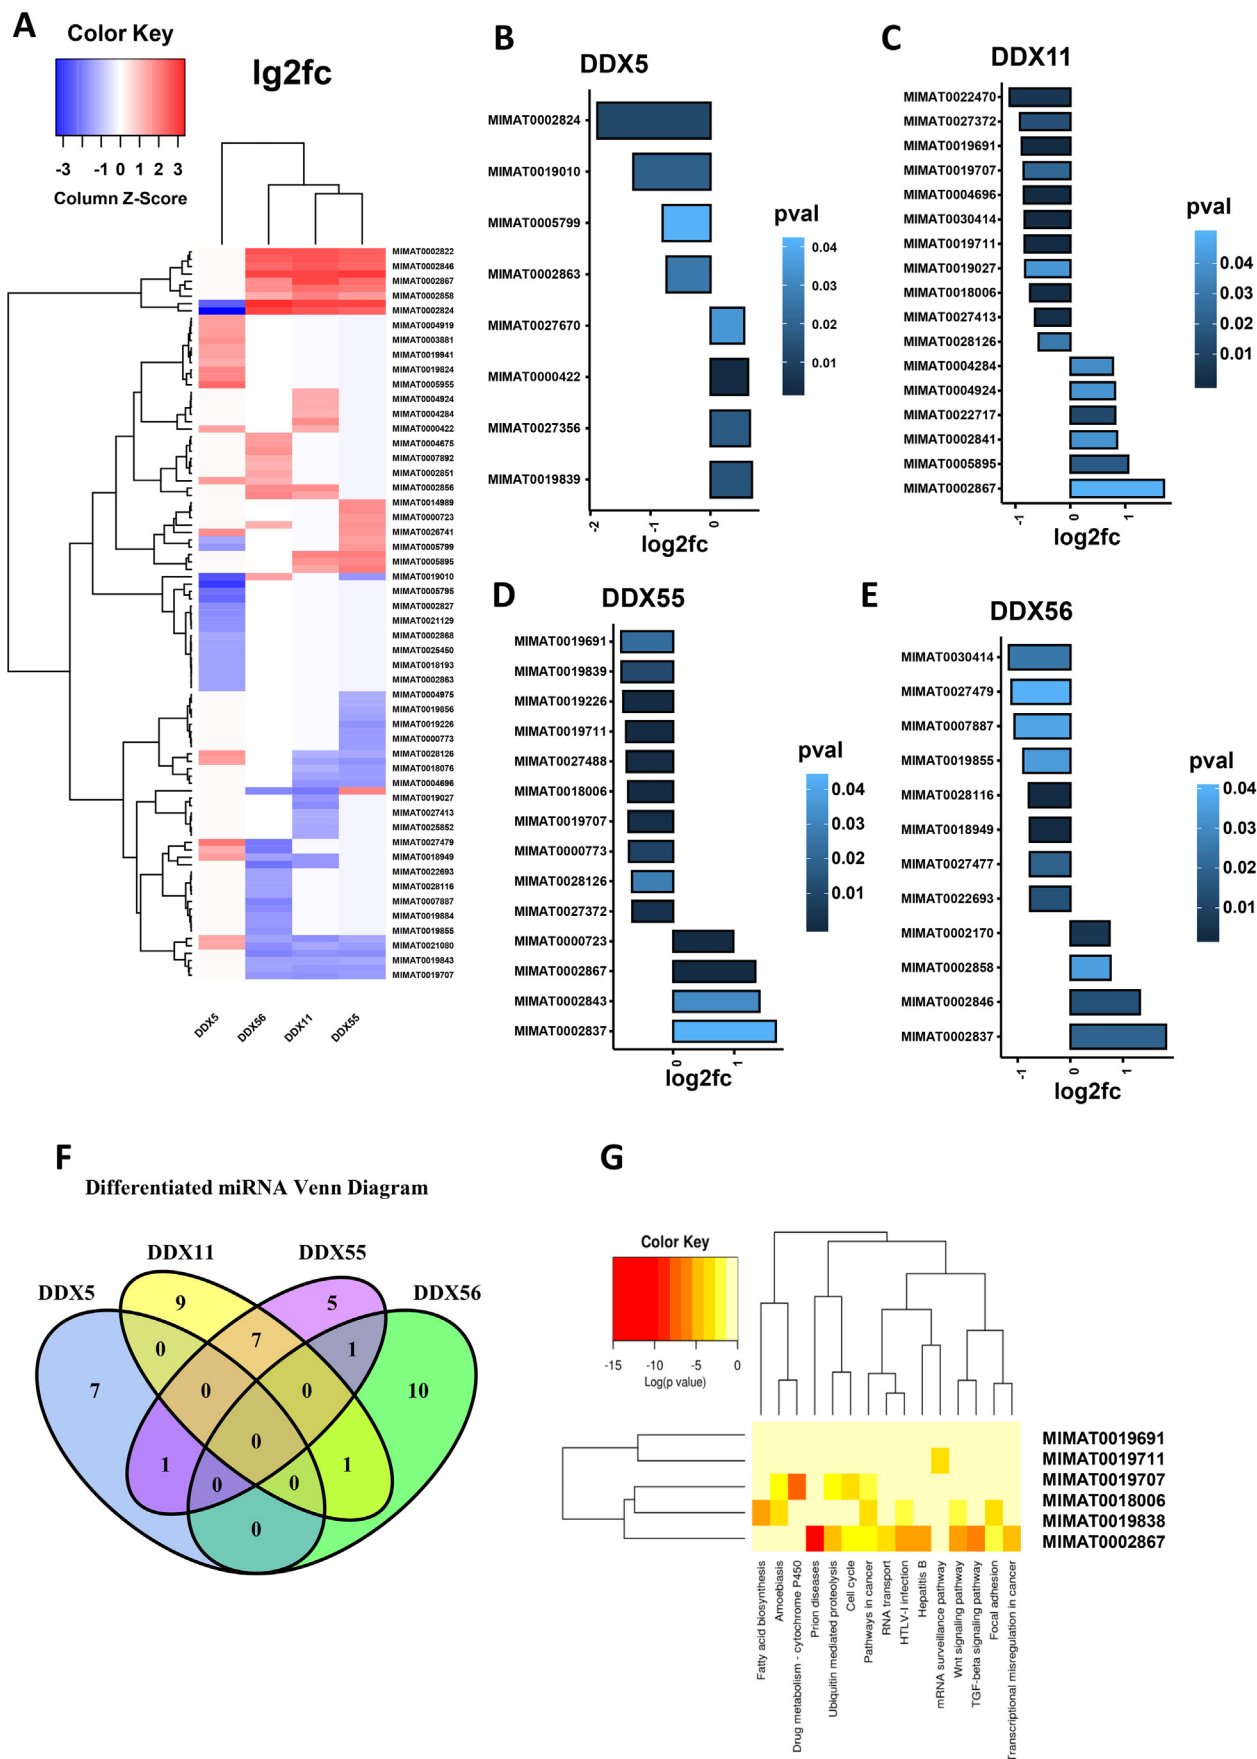 A
Color Key
-3 -1 0 1 2 3
Column Z-Score
lg2fc
MIMAT0002822
MIMAT0002846
MIMAT0002867
MIMAT0002858
MIMAT0002824
MIMAT0004919
MIMAT0003881
MIMAT0019941
MIMAT0019824
MIMAT0005955
MIMAT0004924
MIMAT0004284
MIMAT0000422
MIMAT0004675
MIMAT0007892
MIMAT0002851
MIMAT0002856
MIMAT0014989
MIMAT0000723
MIMAT0026741
MIMAT0005799
MIMAT0005895
MIMAT0019010
MIMAT0005795
MIMAT0002827
MIMAT0021129
MIMAT0002868
MIMAT0025450
MIMAT0018193
MIMAT0002863
MIMAT0004975
MIMAT0019856
MIMAT0019226
MIMAT0000773
MIMAT0028126
MIMAT0018076
MIMAT0004696
MIMAT0019027
MIMAT0027413
MIMAT0025852
MIMAT0027479
MIMAT0018949
MIMAT0022693
MIMAT0028116
MIMAT0007887
MIMAT0019884
MIMAT0019855
MIMAT0021080
MIMAT0019843
MIMAT0019707
DDX5
DDX56
DDX11
DDX55
B
DDX5
MIMAT0002824
MIMAT0019010
MIMAT0005799
MIMAT0002863
MIMAT0027670
MIMAT0000422
MIMAT0027356
MIMAT0019839
-2 -1 0
log2fc
pval
0.04
0.03
0.02
0.01
C
DDX11
MIMAT0022470
MIMAT0027372
MIMAT0019691
MIMAT0019707
MIMAT0004696
MIMAT0030414
MIMAT0019711
MIMAT0019027
MIMAT0018006
MIMAT0027413
MIMAT0028126
MIMAT0004284
MIMAT0004924
MIMAT0022717
MIMAT0002841
MIMAT0005895
MIMAT0002867
-1 0 1
log2fc
pval
0.04
0.03
0.02
0.01
D
DDX55
MIMAT0019691
MIMAT0019839
MIMAT0019226
MIMAT0019711
MIMAT0027488
MIMAT0018006
MIMAT0019707
MIMAT0000773
MIMAT0028126
MIMAT0027372
MIMAT0000723
MIMAT0002867
MIMAT0002843
MIMAT0002837
0 1
log2fc
pval
0.04
0.03
0.02
0.01
E
DDX56
MIMAT0030414
MIMAT0027479
MIMAT0007887
MIMAT0019855
MIMAT0028116
MIMAT0018949
MIMAT0027477
MIMAT0022693
MIMAT0002170
MIMAT0002858
MIMAT0002846
MIMAT0002837
-1 0 1
log2fc
pval
0.04
0.03
0.02
0.01
F
Differentiated miRNA Venn Diagram
DDX11 DDX55
DDX5 DDX56
9 5
0 7 1
7 0 0 10
0
1 0 0 1
0
G
Color Key
-15 -10 -5 0
Log(p value)
MIMAT0019691
MIMAT0019711
MIMAT0019707
MIMAT0018006
MIMAT0019838
MIMAT0002867
Fatty acid biosynthesis
Amoebiasis
Drug metabolism - cytochrome P450
Prion diseases
Ubiquitin mediated proteolysis
Cell cycle
Pathways in cancer
RNA transport
HTLV-I infection
Hepatitis B
mRNA surveillance pathway
Wnt signaling pathway
TGF-beta signaling pathway
Focal adhesion
Transcriptional misregulation in cancer